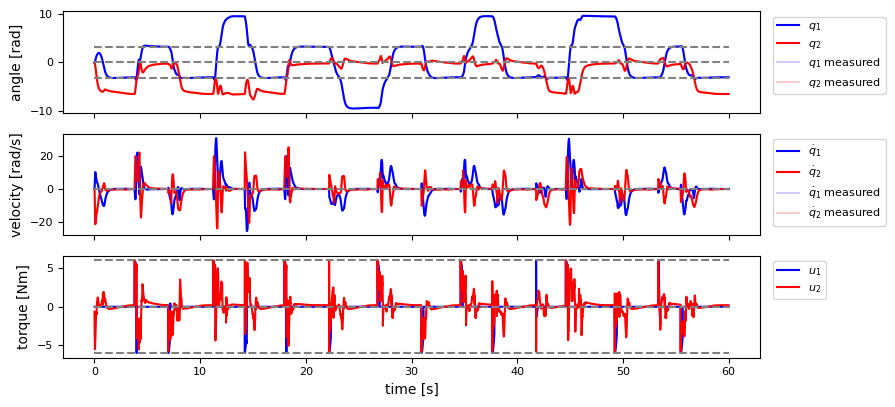 angle [rad]
10
0
−10
q1
q2
q1 measured
q2 measured
velocity [rad/s]
20
0
−20
q̇1
q̇2
q̇1 measured
q̇2 measured
torque [Nm]
5
0
−5
u1
u2
0 10 20 30 40 50 60
time [s]